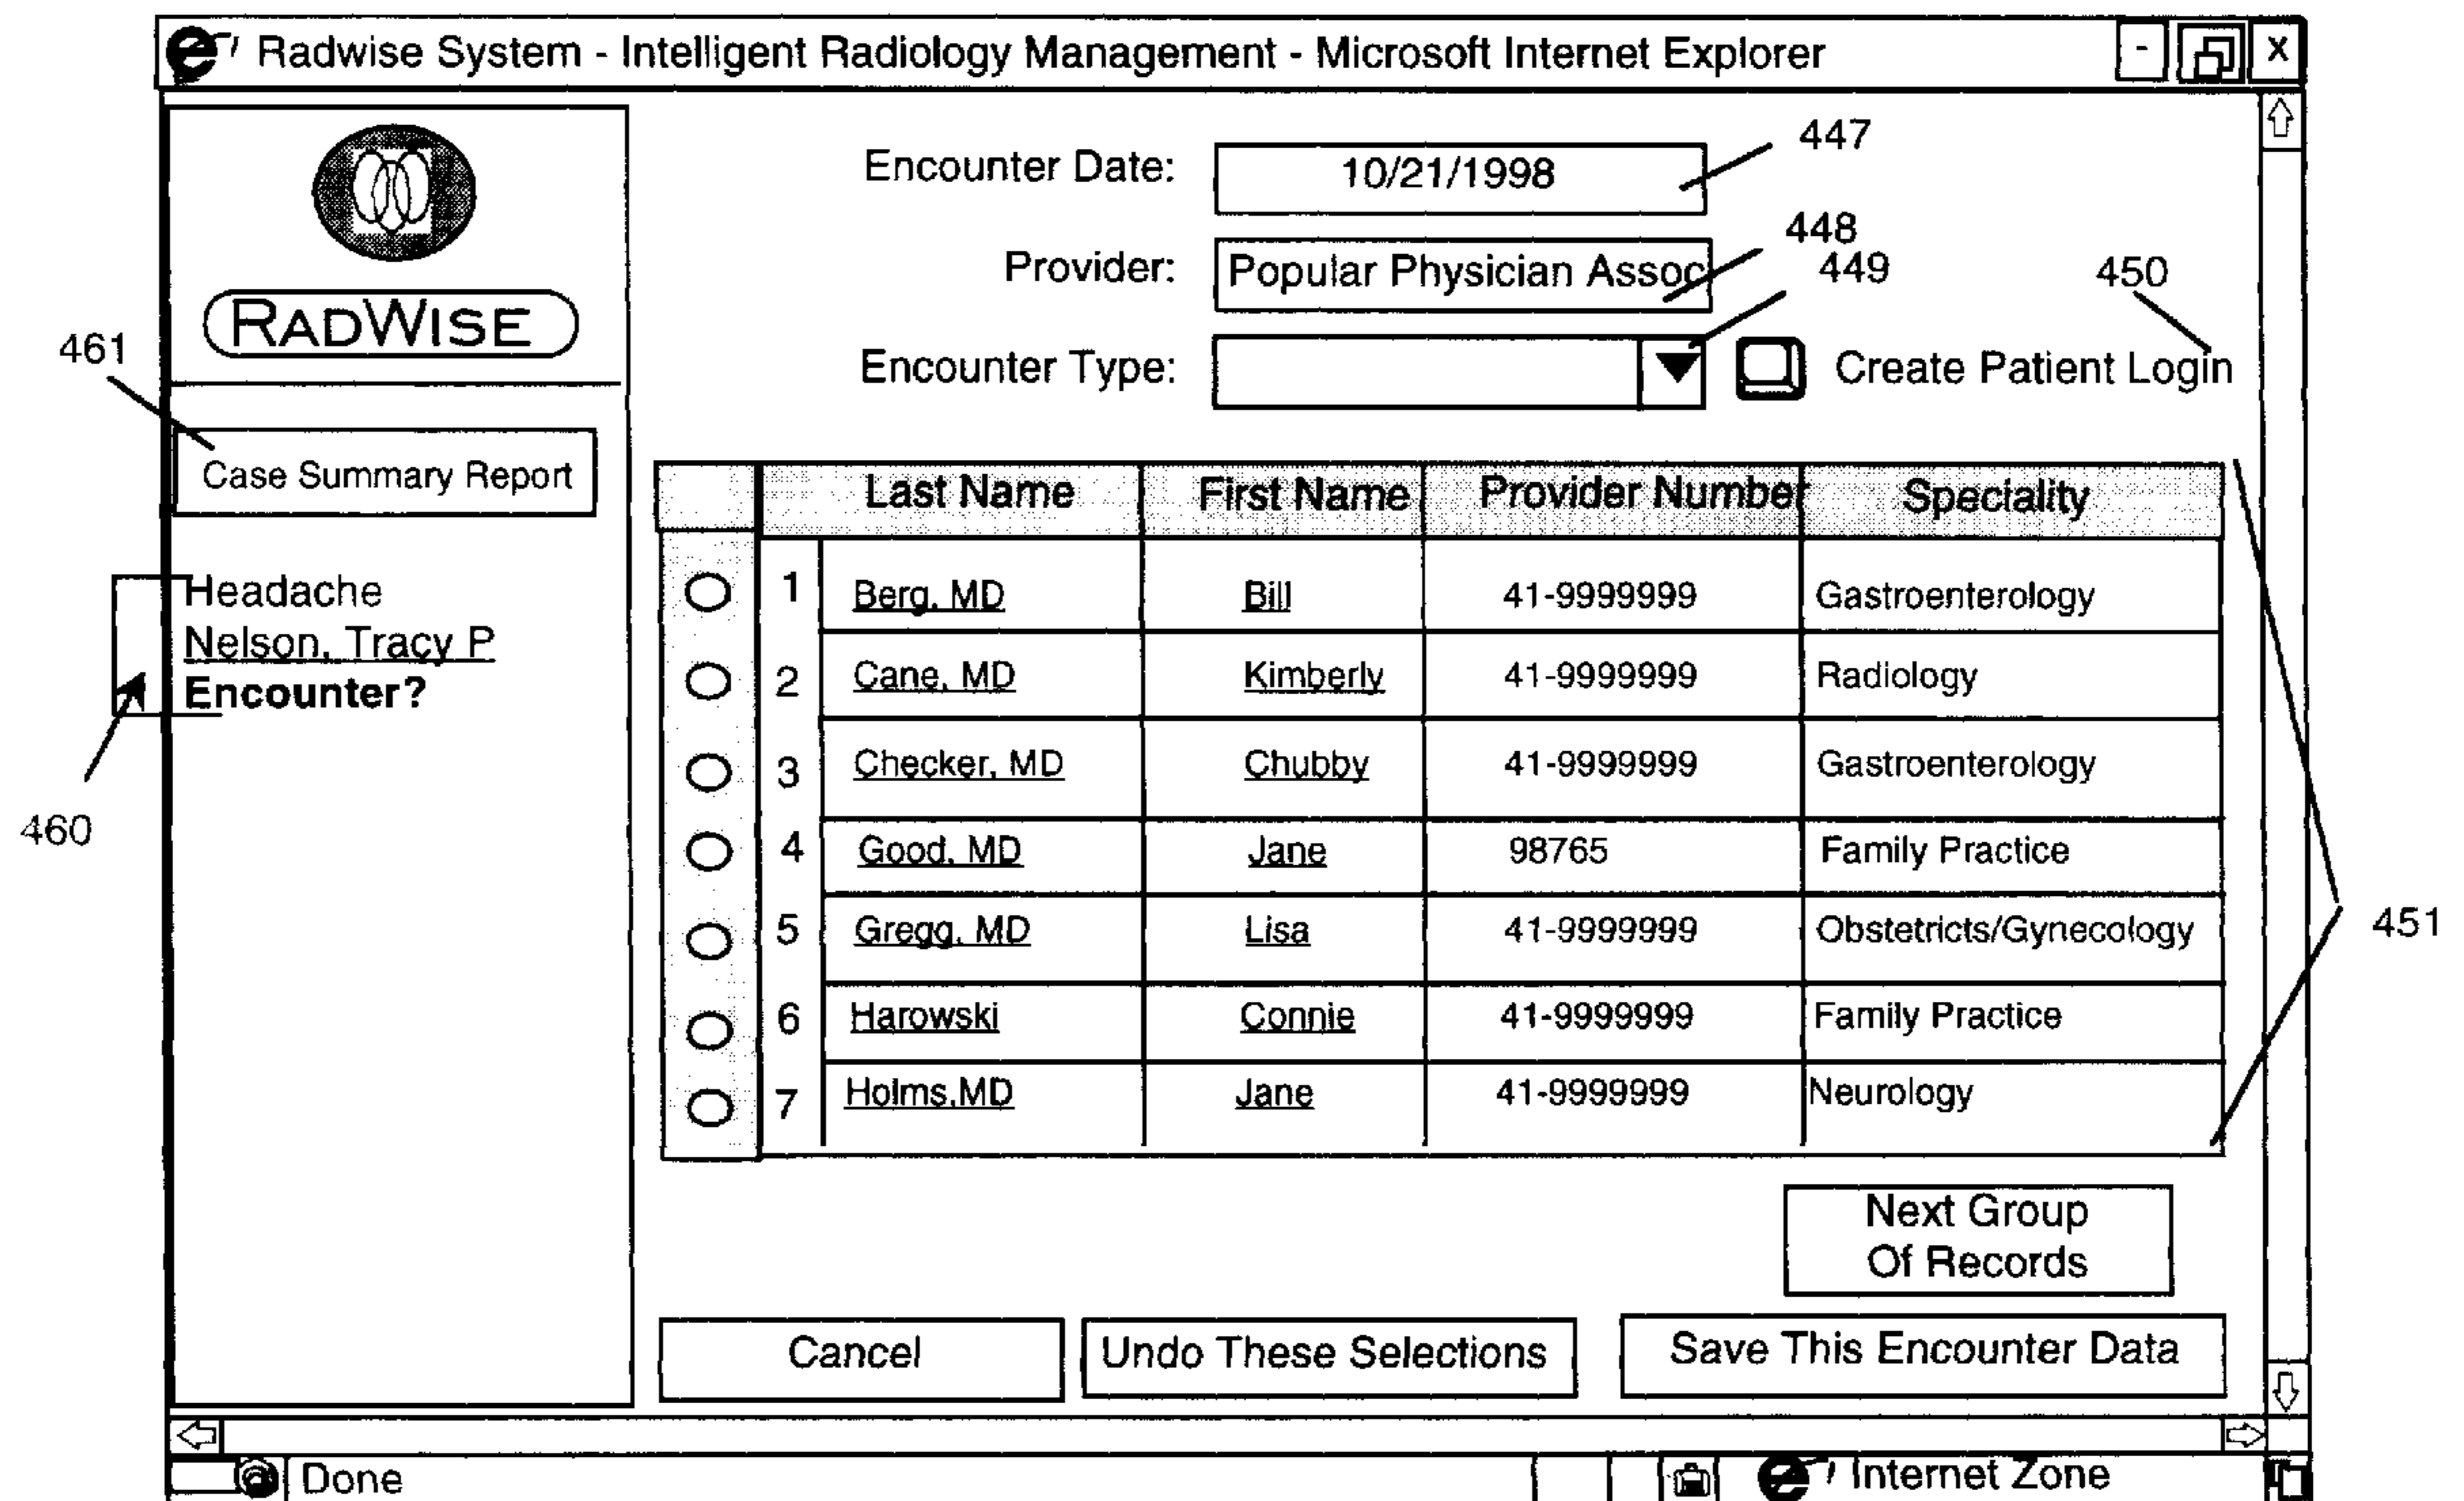 Radwise System - Intelligent Radiology Management - Microsoft Internet Explorer - X
RADWISE
461
Case Summary Report
Headache
Nelson, Tracy P
Encounter?
460
Encounter Date: 10/21/1998 447
Provider: Popular Physician Assoc 448
449
450
Encounter Type: Create Patient Login
Last Name First Name Provider Number Speciality
1 Berg, MD Bill 41-9999999 Gastroenterology
2 Cane, MD Kimberly 41-9999999 Radiology
3 Checker, MD Chubby 41-9999999 Gastroenterology
4 Good, MD Jane 98765 Family Practice
5 Gregg, MD Lisa 41-9999999 Obstetricts/Gynecology
451
6 Harowski Connie 41-9999999 Family Practice
7 Holms,MD Jane 41-9999999 Neurology
Next Group
Of Records
Cancel Undo These Selections Save This Encounter Data
Done Internet Zone